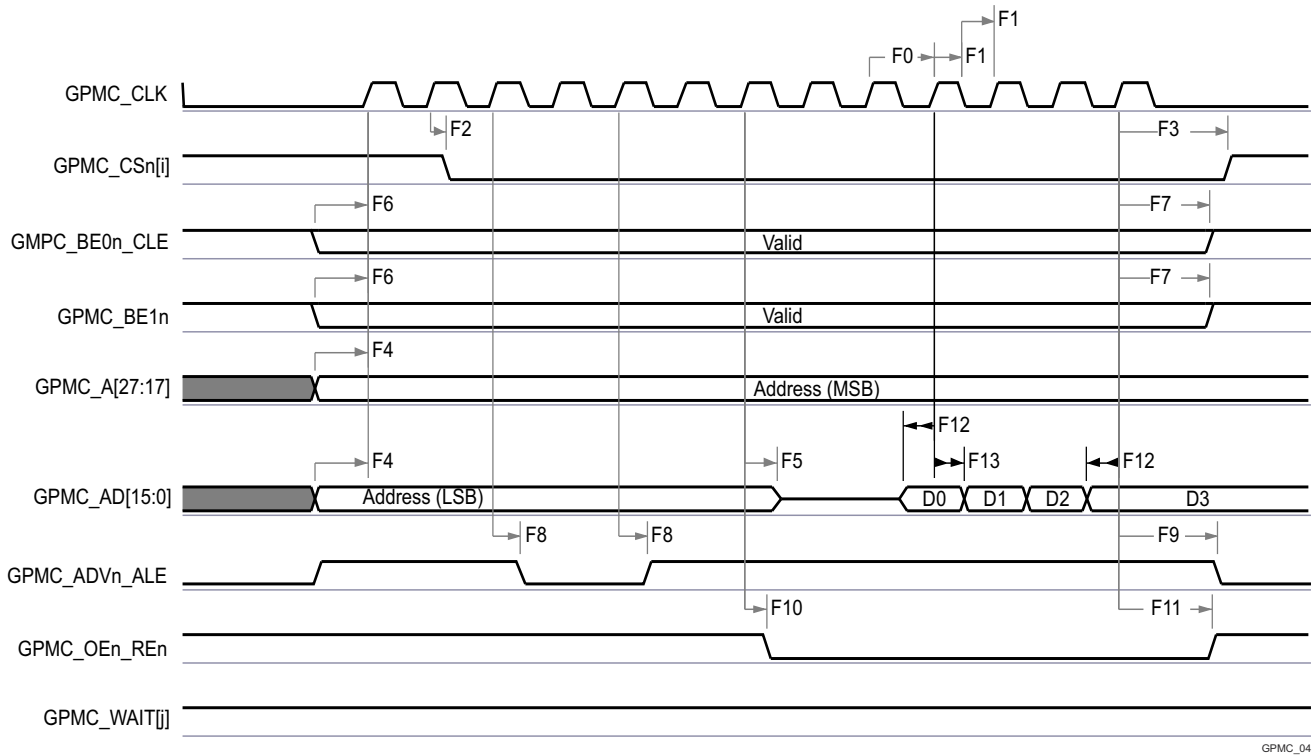 F1
F0 F1
GPMC_CLK
F2 F3
GPMC_CSn[i]
F6 F7
GMPC_BE0n_CLE Valid
F6 F7
GPMC_BE1n Valid
F4
GPMC_A[27:17] Address (MSB)
F12
F4 F5 F13 F12
GPMC_AD[15:0] Address (LSB) D0 D1 D2 D3
F8 F8 F9
GPMC_ADVn_ALE
F10 F11
GPMC_OEn_REn
GPMC_WAIT[j]
GPMC_04